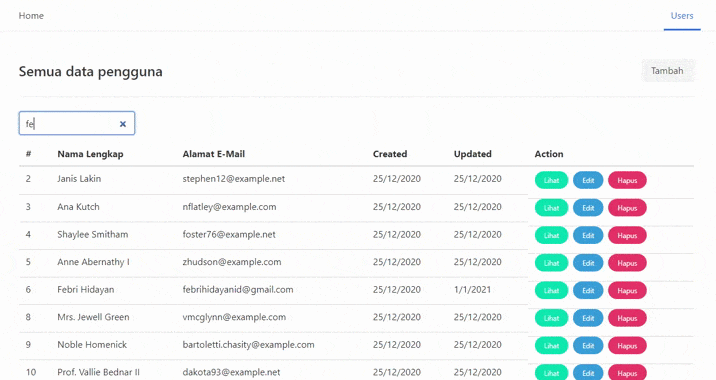 Home Users
Semua data pengguna Tambah
fe ×
# Nama Lengkap Alamat E-Mail Created Updated Action
2 Janis Lakin stephen12@example.net 25/12/2020 25/12/2020 Lihat Edit Hapus
3 Ana Kutch nflatley@example.com 25/12/2020 25/12/2020 Lihat Edit Hapus
4 Shaylee Smitham foster76@example.net 25/12/2020 25/12/2020 Lihat Edit Hapus
5 Anne Abernathy I zhudson@example.com 25/12/2020 25/12/2020 Lihat Edit Hapus
6 Febri Hidayan febrihidayanid@gmail.com 25/12/2020 1/1/2021 Lihat Edit Hapus
8 Mrs. Jewell Green vmcglynn@example.com 25/12/2020 25/12/2020 Lihat Edit Hapus
9 Noble Homenick bartoletti.chasity@example.com 25/12/2020 25/12/2020 Lihat Edit Hapus
10 Prof. Vallie Bednar II dakota93@example.net 25/12/2020 25/12/2020 Lihat Edit Hapus